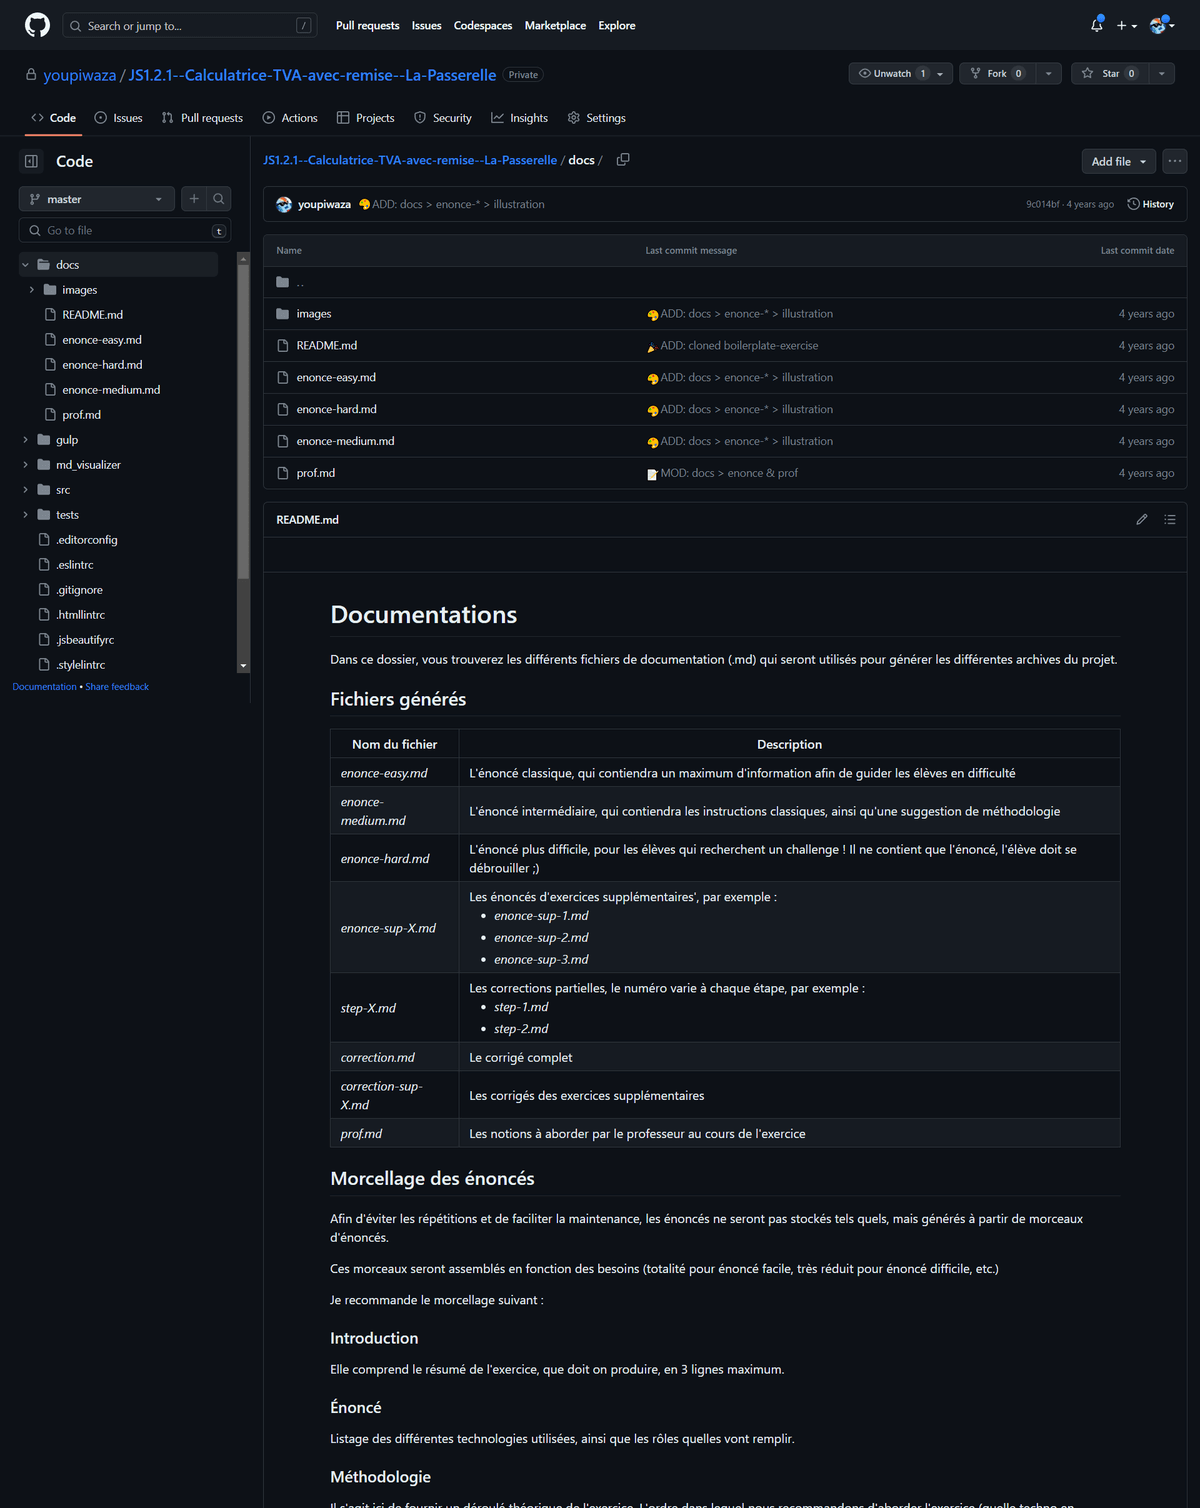 Search or jump to... /
Pull requests Issues Codespaces Marketplace Explore
youpiwaza / JS1.2.1--Calculatrice-TVA-avec-remise--La-Passerelle Private
Unwatch 1 Fork 0 Star 0
Code Issues Pull requests Actions Projects Security Insights Settings
Code
master
Go to file t
docs
images
README.md
enonce-easy.md
enonce-hard.md
enonce-medium.md
prof.md
gulp
md_visualizer
src
tests
.editorconfig
.eslintrc
.gitignore
.htmllintrc
.jsbeautifyrc
.stylelintrc
Documentation • Share feedback
JS1.2.1--Calculatrice-TVA-avec-remise--La-Passerelle / docs /
Add file ...
youpiwaza ADD: docs > enonce-* > illustration 9c014bf · 4 years ago History
Name Last commit message Last commit date
..
images ADD: docs > enonce-* > illustration 4 years ago
README.md ADD: cloned boilerplate-exercise 4 years ago
enonce-easy.md ADD: docs > enonce-* > illustration 4 years ago
enonce-hard.md ADD: docs > enonce-* > illustration 4 years ago
enonce-medium.md ADD: docs > enonce-* > illustration 4 years ago
prof.md MOD: docs > enonce & prof 4 years ago
README.md
Documentations
Dans ce dossier, vous trouverez les différents fichiers de documentation (.md) qui seront utilisés pour générer les différentes archives du projet.
Fichiers générés
Nom du fichier Description
enonce-easy.md L'énoncé classique, qui contiendra un maximum d'information afin de guider les élèves en difficulté
enonce-
medium.md L'énoncé intermédiaire, qui contiendra les instructions classiques, ainsi qu'une suggestion de méthodologie
enonce-hard.md L'énoncé plus difficile, pour les élèves qui recherchent un challenge ! Il ne contient que l'énoncé, l'élève doit se
débrouiller ;)
enonce-sup-X.md Les énoncés d'exercices supplémentaires', par exemple :
• enonce-sup-1.md
• enonce-sup-2.md
• enonce-sup-3.md
step-X.md Les corrections partielles, le numéro varie à chaque étape, par exemple :
• step-1.md
• step-2.md
correction.md Le corrigé complet
correction-sup-
X.md Les corrigés des exercices supplémentaires
prof.md Les notions à aborder par le professeur au cours de l'exercice
Morcellage des énoncés
Afin d'éviter les répétitions et de faciliter la maintenance, les énoncés ne seront pas stockés tels quels, mais générés à partir de morceaux
d'énoncés.
Ces morceaux seront assemblés en fonction des besoins (totalité pour énoncé facile, très réduit pour énoncé difficile, etc.)
Je recommande le morcellage suivant :
Introduction
Elle comprend le résumé de l'exercice, que doit on produire, en 3 lignes maximum.
Énoncé
Listage des différentes technologies utilisées, ainsi que les rôles quelles vont remplir.
Méthodologie
Il s'agit ici de fournir un déroulé théorique de l'exercice. L'ordre dans lequel nous recommandons d'aborder l'exercice (quelle techno en